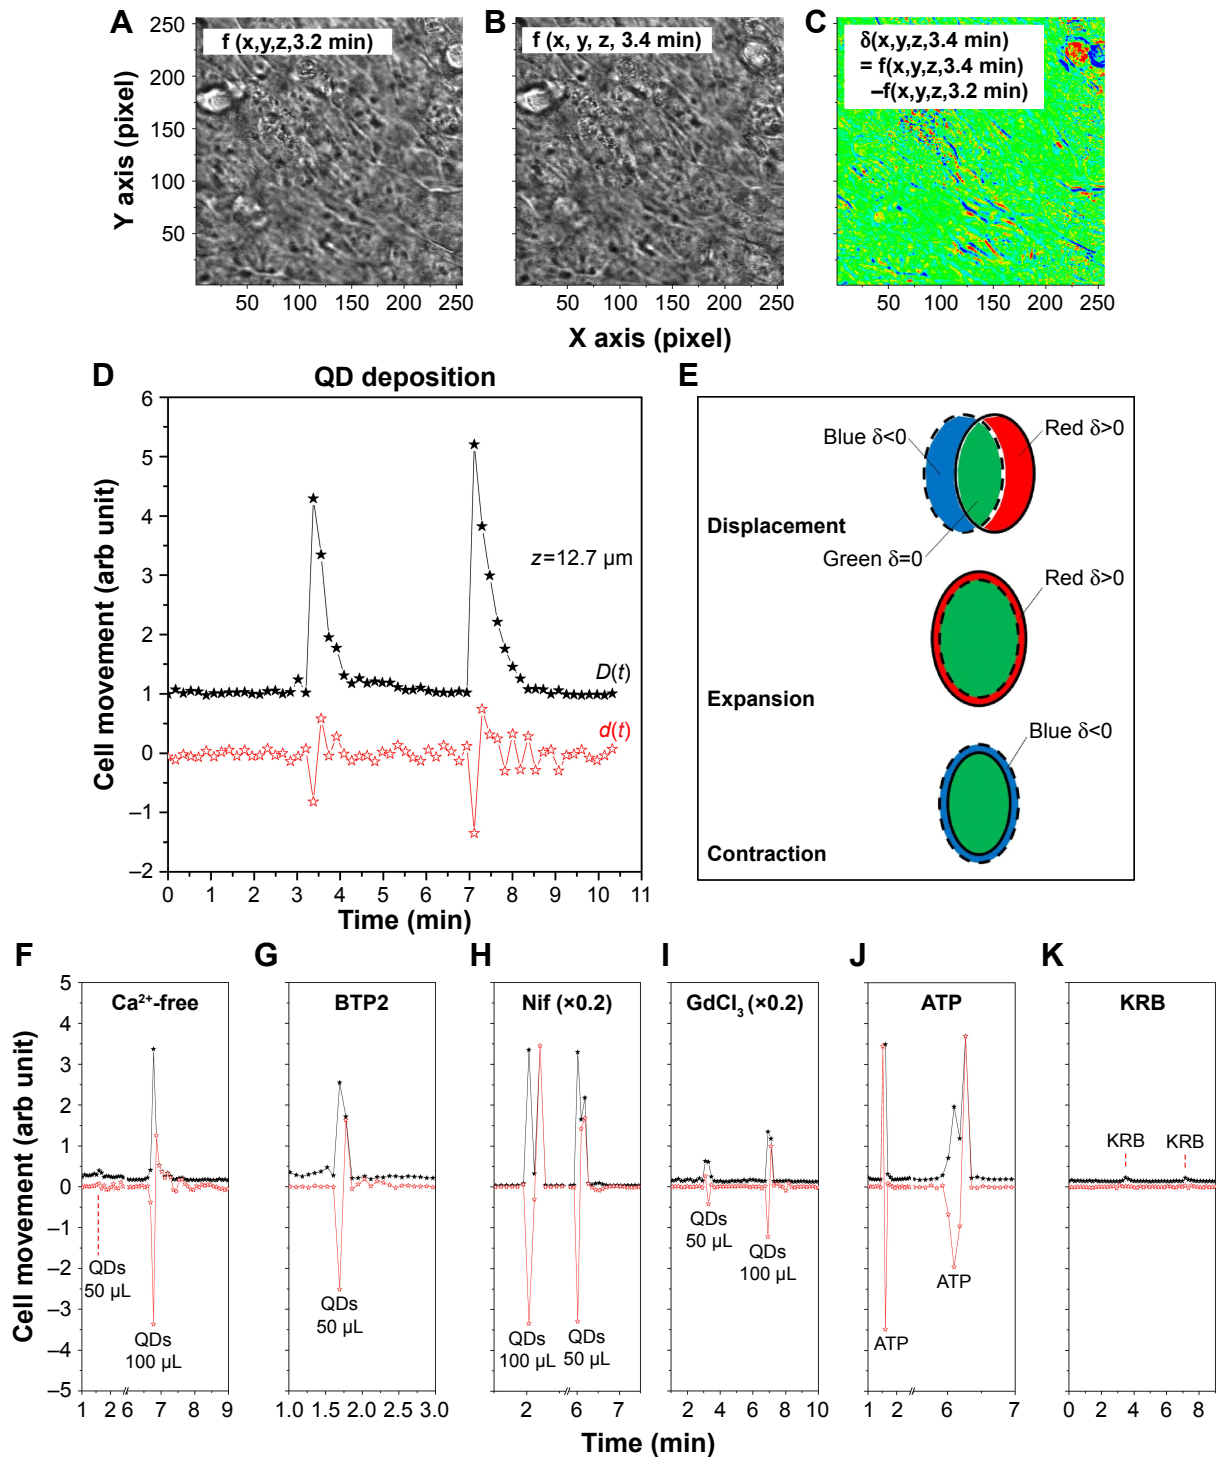 A
B
C
f (x,y,z,3.2 min)
f (x, y, z, 3.4 min)
δ(x,y,z,3.4 min)
= f(x,y,z,3.4 min)
–f(x,y,z,3.2 min)
Y axis (pixel)
250
200
150
100
50
50 100 150 200 250
50 100 150 200 250
50 100 150 200 250
X axis (pixel)
D
QD deposition
Cell movement (arb unit)
6
5
4
3
2
1
0
–1
–2
z=12.7 µm
D(t)
d(t)
0 1 2 3 4 5 6 7 8 9 10 11
Time (min)
E
Blue δ<0
Red δ>0
Displacement
Green δ=0
Red δ>0
Expansion
Blue δ<0
Contraction
F
G
H
I
J
K
Cell movement (arb unit)
5
4
3
2
1
0
–1
–2
–3
–4
–5
Ca²⁺-free
QDs
50 µL
QDs
100 µL
1 2 6 7 8 9
BTP2
QDs
50 µL
1.0 1.5 2.0 2.5 3.0
Nif (×0.2)
QDs
100 µL
QDs
50 µL
2 6
GdCl₃ (×0.2)
QDs
50 µL
QDs
100 µL
2 4 6 8 10
ATP
ATP
ATP
1 2 6 7
KRB
KRB
KRB
0 2 4 6 8
Time (min)